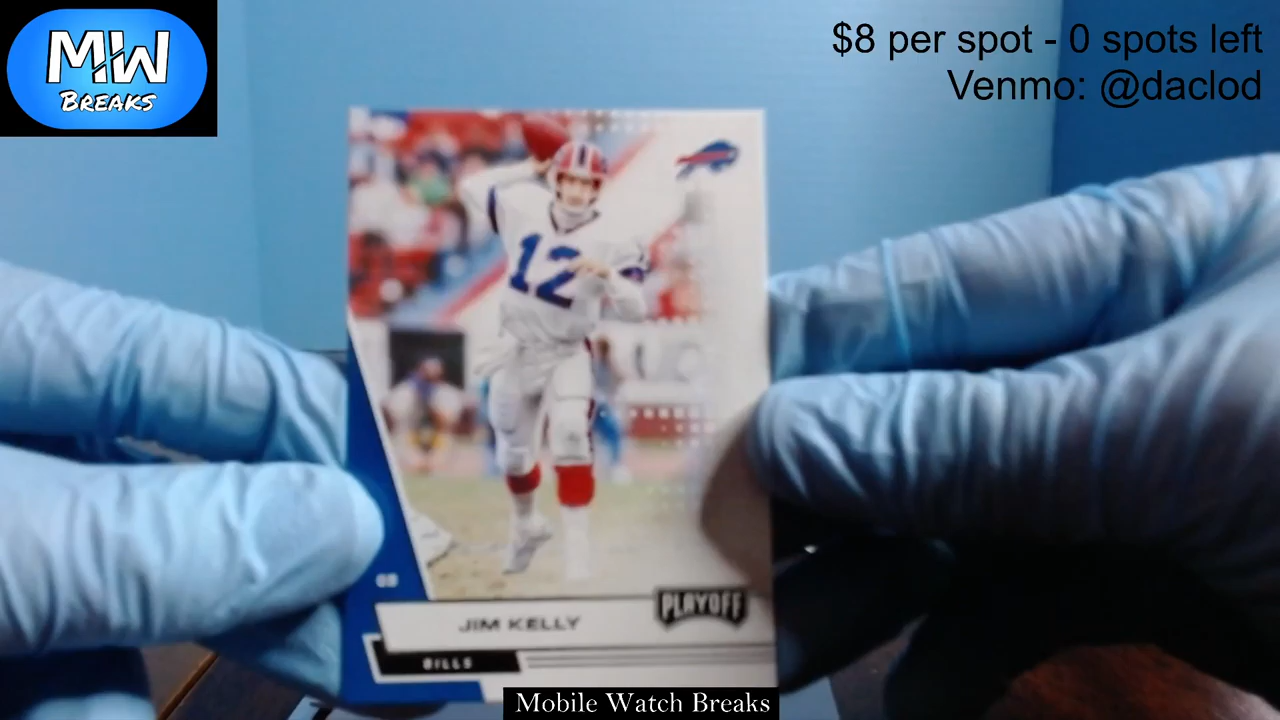 MW
BREAKS
$8 per spot - 0 spots left
Venmo: @daclod
12
QB
JIM KELLY
PLAYOFF
BILLS
Mobile Watch Breaks